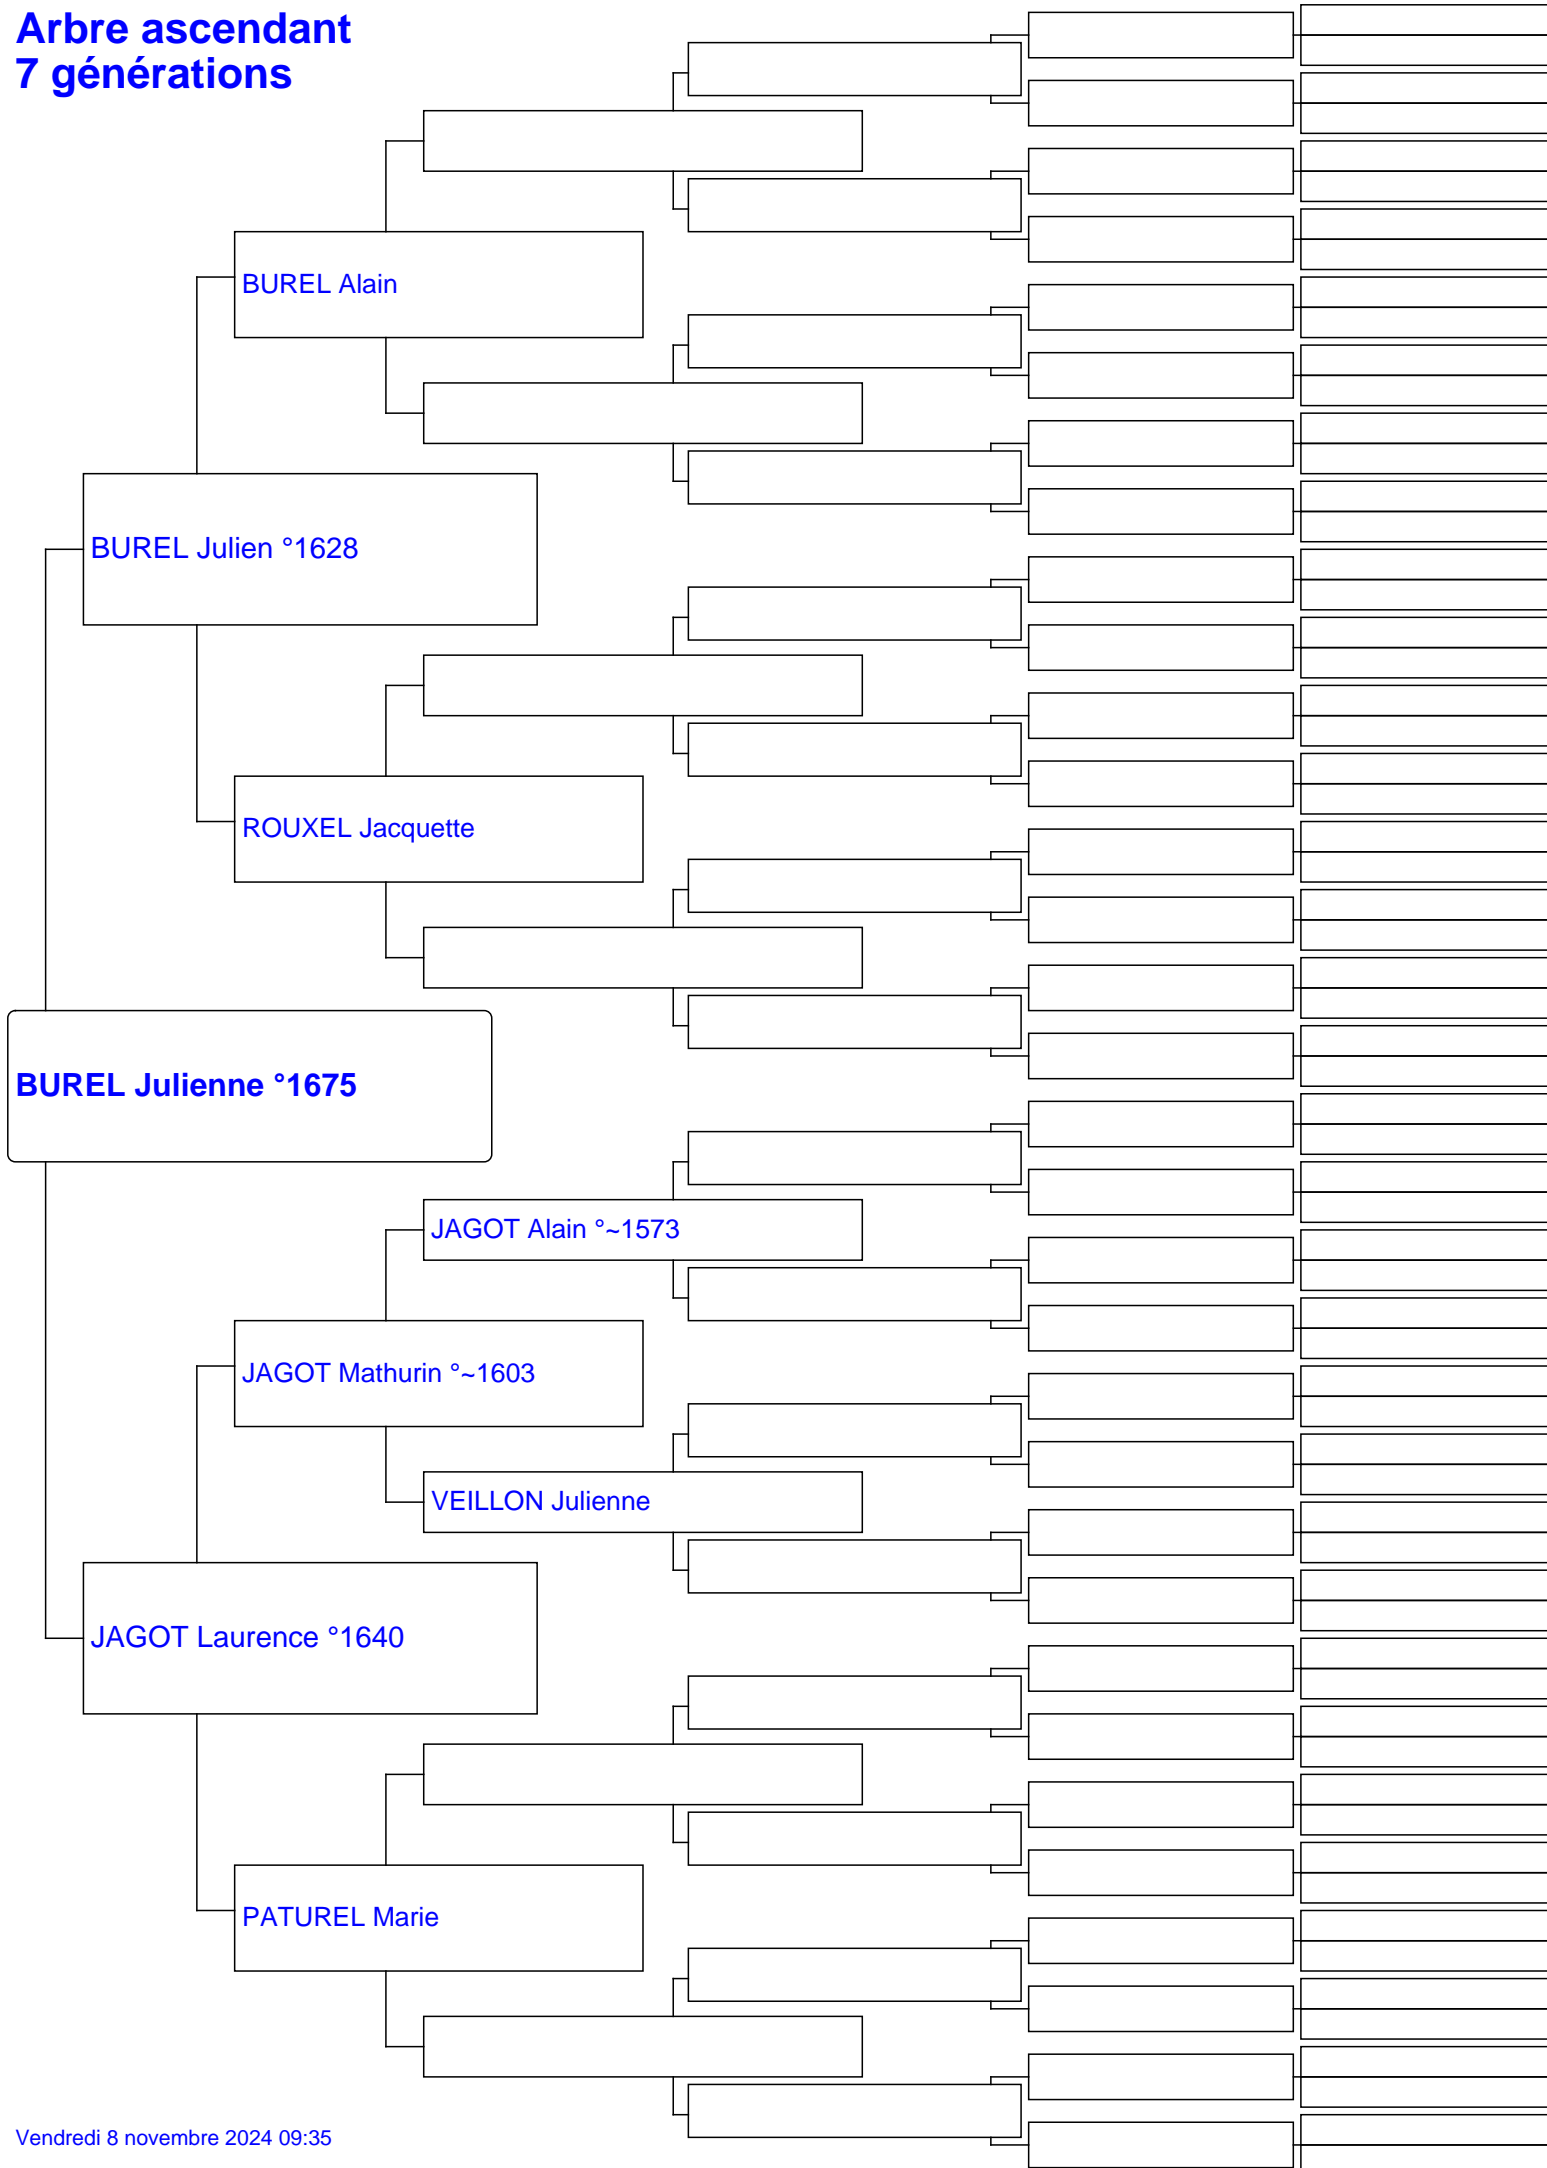 Arbre ascendant
7 générations
BUREL Alain
BUREL Julien °1628
ROUXEL Jacquette
BUREL Julienne °1675
JAGOT Alain °~1573
JAGOT Mathurin °~1603
VEILLON Julienne
JAGOT Laurence °1640
PATUREL Marie
Vendredi 8 novembre 2024 09:35